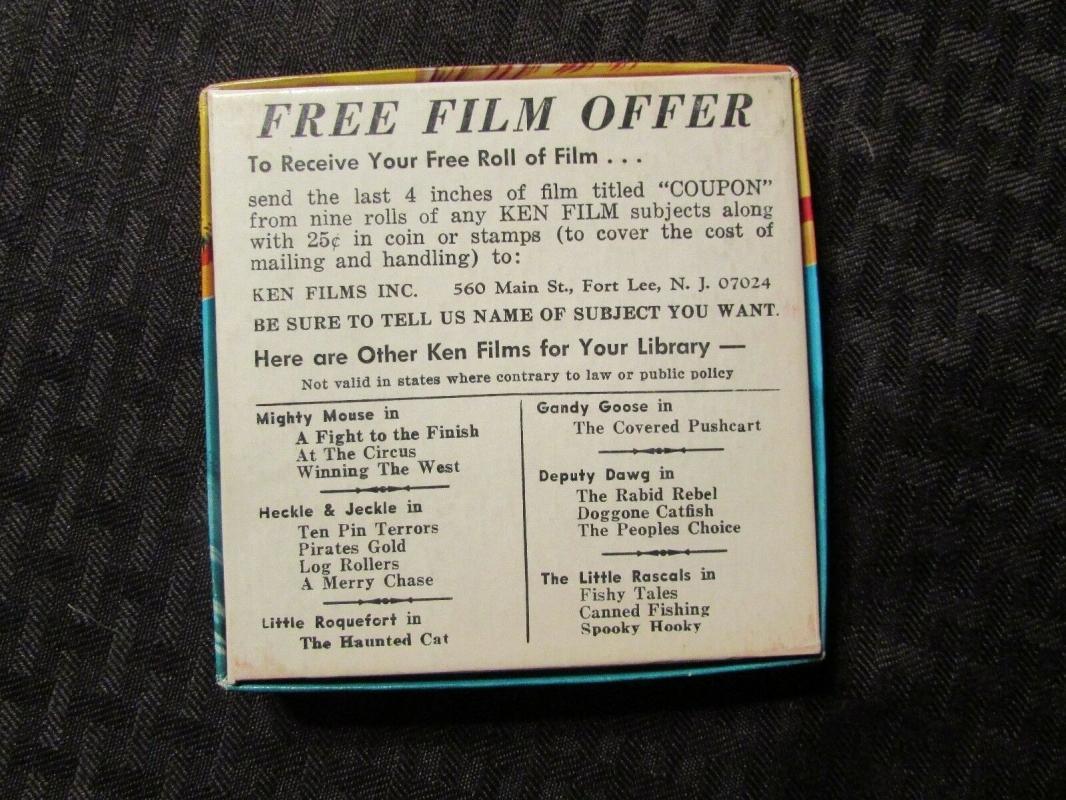 FREE FILM OFFER
To Receive Your Free Roll of Film . . .
send the last 4 inches of film titled “COUPON”
from nine rolls of any KEN FILM subjects along
with 25¢ in coin or stamps (to cover the cost of
mailing and handling) to:
KEN FILMS INC. 560 Main St., Fort Lee, N. J. 07024
BE SURE TO TELL US NAME OF SUBJECT YOU WANT.
Here are Other Ken Films for Your Library —
Not valid in states where contrary to law or public policy
Mighty Mouse in
A Fight to the Finish
At The Circus
Winning The West
Heckle & Jeckle in
Ten Pin Terrors
Pirates Gold
Log Rollers
A Merry Chase
Little Roquefort in
The Haunted Cat
Gandy Goose in
The Covered Pushcart
Deputy Dawg in
The Rabid Rebel
Doggone Catfish
The Peoples Choice
The Little Rascals in
Fishy Tales
Canned Fishing
Spooky Hooky